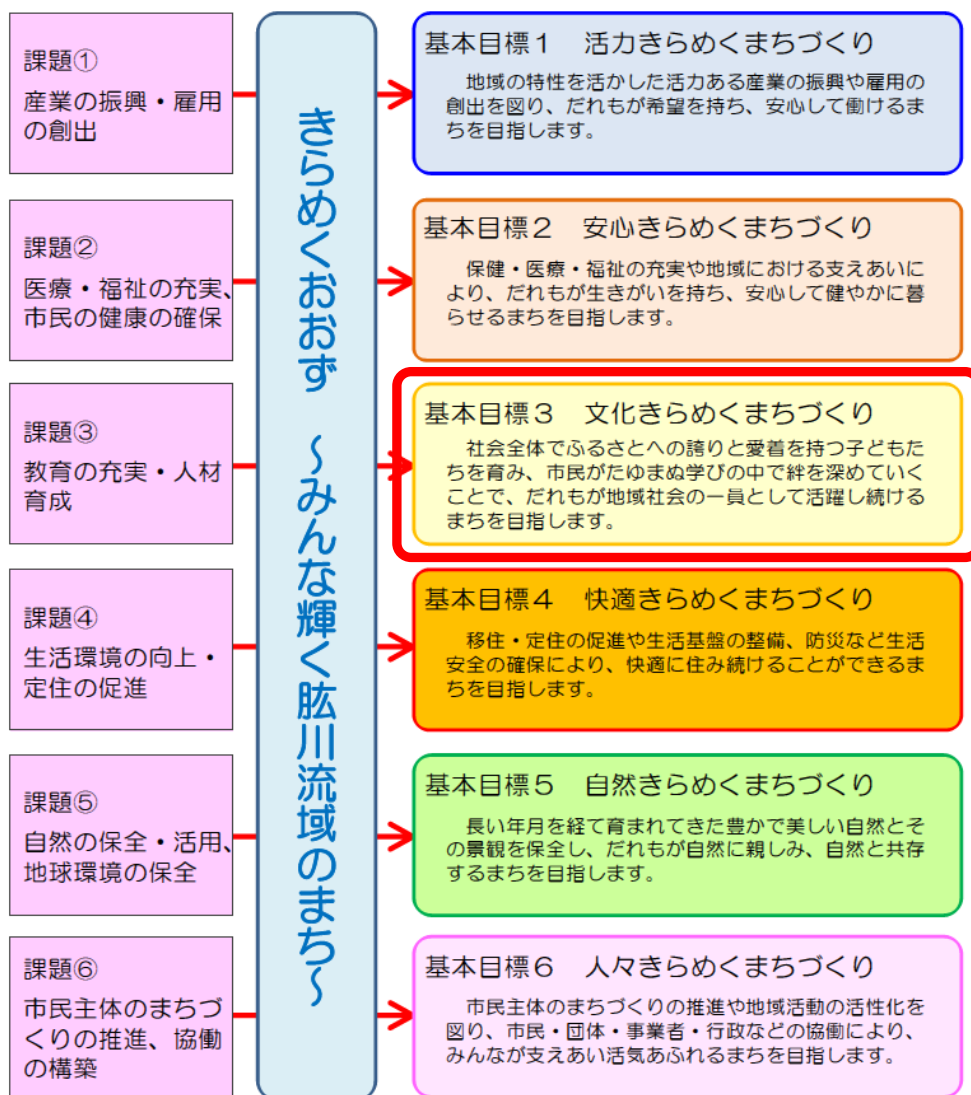 課題①
産業の振興・雇用
の創出
課題②
医療・福祉の充実、
市民の健康の確保
課題③
教育の充実・人材
育成
課題④
生活環境の向上・
定住の促進
課題⑤
自然の保全・活用、
地球環境の保全
課題⑥
市民主体のまちづ
くりの推進、協働
の構築
きらめくおおず ~みんな輝く肱川流域のまち~
基本目標1 活力きらめくまちづくり
地域の特性を活かした活力ある産業の振興や雇用の
創出を図り、だれもが希望を持ち、安心して働けるま
ちを目指します。
基本目標2 安心きらめくまちづくり
保健・医療・福祉の充実や地域における支えあいに
より、だれもが生きがいを持ち、安心して健やかに暮
らせるまちを目指します。
基本目標3 文化きらめくまちづくり
社会全体でふるさとへの誇りと愛着を持つ子どもた
ちを育み、市民がたゆまぬ学びの中で絆を深めていく
ことで、だれもが地域社会の一員として活躍し続ける
まちを目指します。
基本目標4 快適きらめくまちづくり
移住・定住の促進や生活基盤の整備、防災など生活
安全の確保により、快適に住み続けることができるま
ちを目指します。
基本目標5 自然きらめくまちづくり
長い年月を経て育まれてきた豊かで美しい自然とそ
の景観を保全し、だれもが自然に親しみ、自然と共存
するまちを目指します。
基本目標6 人々きらめくまちづくり
市民主体のまちづくりの推進や地域活動の活性化を
図り、市民・団体・事業者・行政などの協働により、
みんなが支えあい活気あふれるまちを目指します。